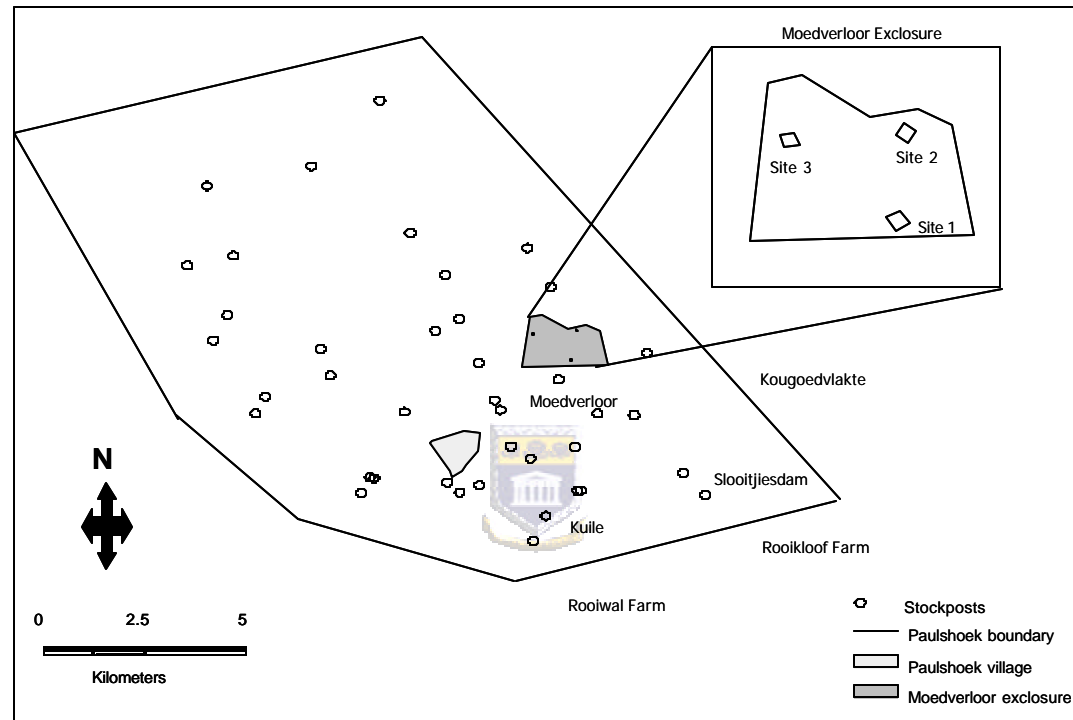 Moedverloor Exclosure
Site 3
Site 2
Site 1
Kougoedvlakte
Moedverloor
N
Slooitjiesdam
Kuile
Rooikloof Farm
Rooiwal Farm
0 2.5 5
Kilometers
Stockposts
Paulshoek boundary
Paulshoek village
Moedverloor exclosure